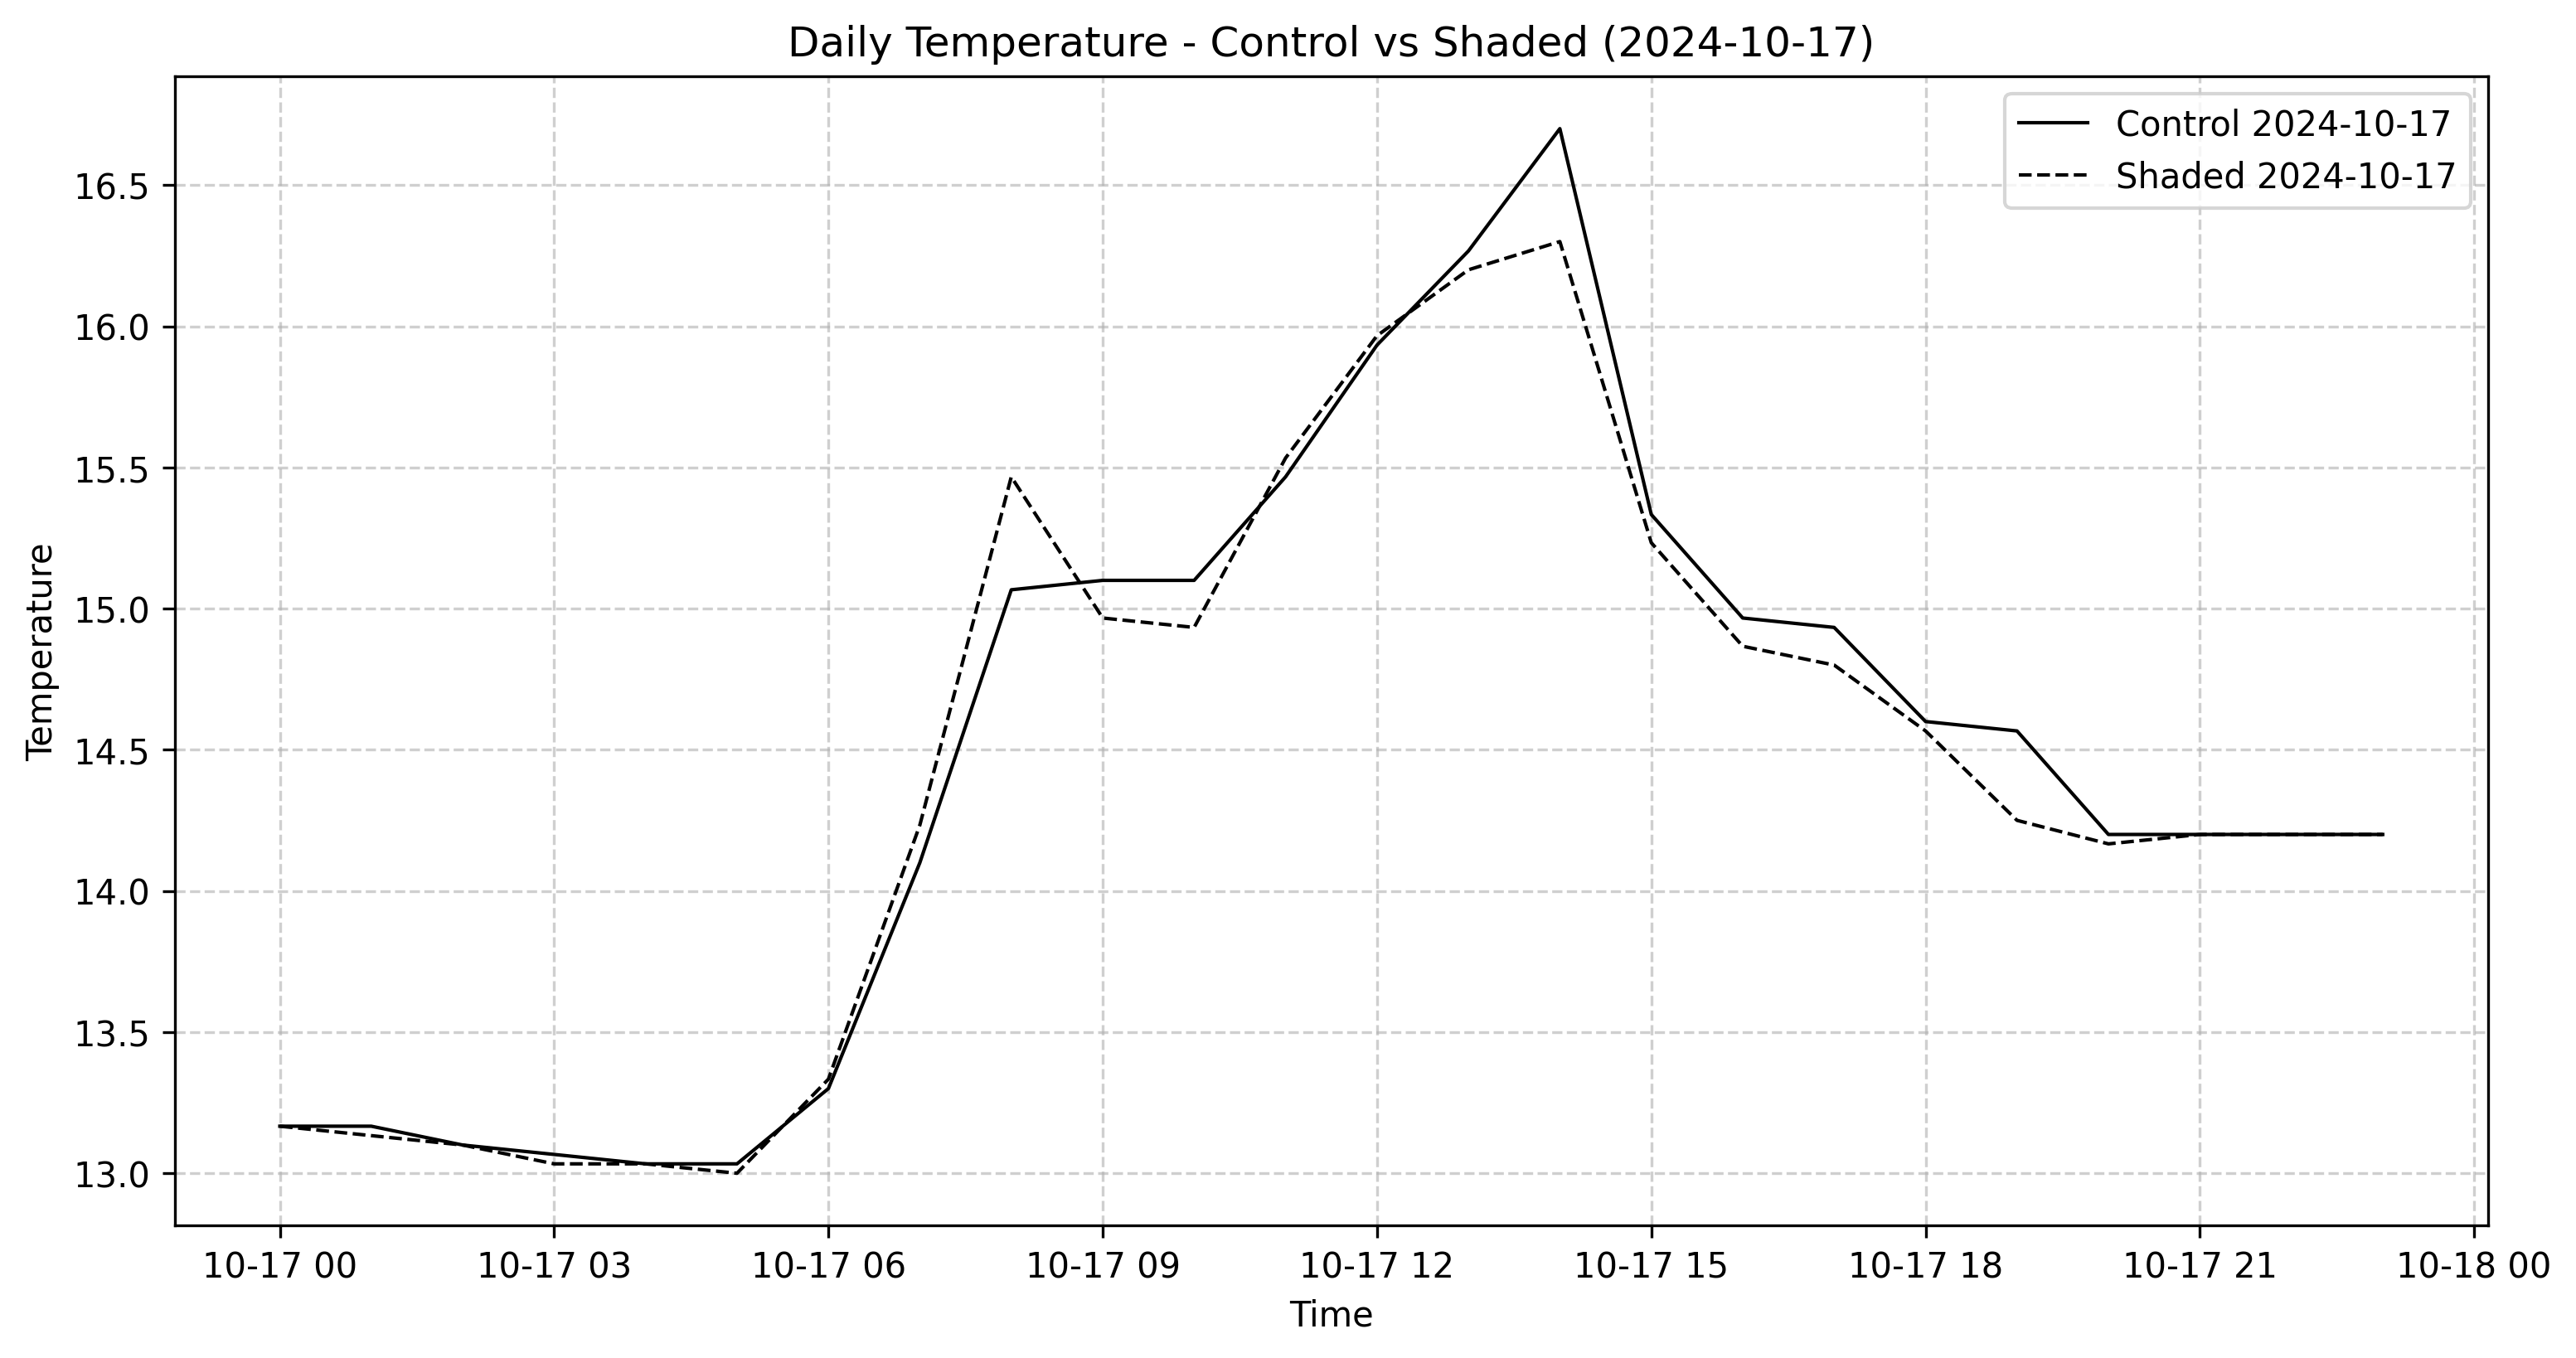 Daily Temperature - Control vs Shaded (2024-10-17)
Control 2024-10-17
Shaded 2024-10-17
16.5
16.0
15.5
15.0
14.5
14.0
13.5
13.0
Temperature
10-17 00 10-17 03 10-17 06 10-17 09 10-17 12 10-17 15 10-17 18 10-17 21 10-18 00
Time